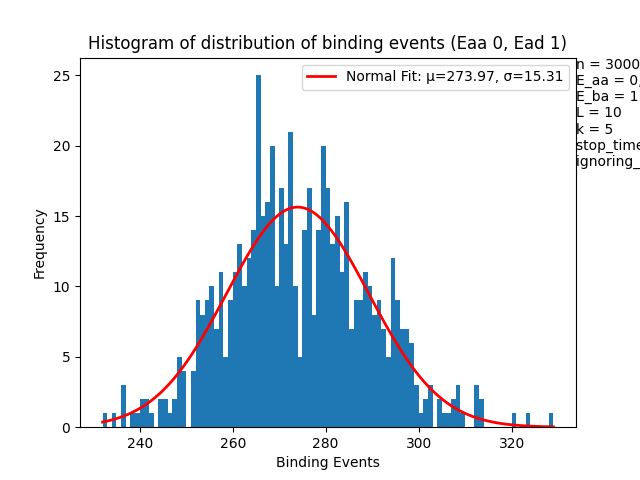 Histogram of distribution of binding events (Eaa 0, Ead 1)
Normal Fit: μ=273.97, σ=15.31
n = 3000
E_aa = 0,
E_ba = 1
L = 10
k = 5
stop_time
ignoring_
Frequency
25
20
15
10
5
0
240 260 280 300 320
Binding Events